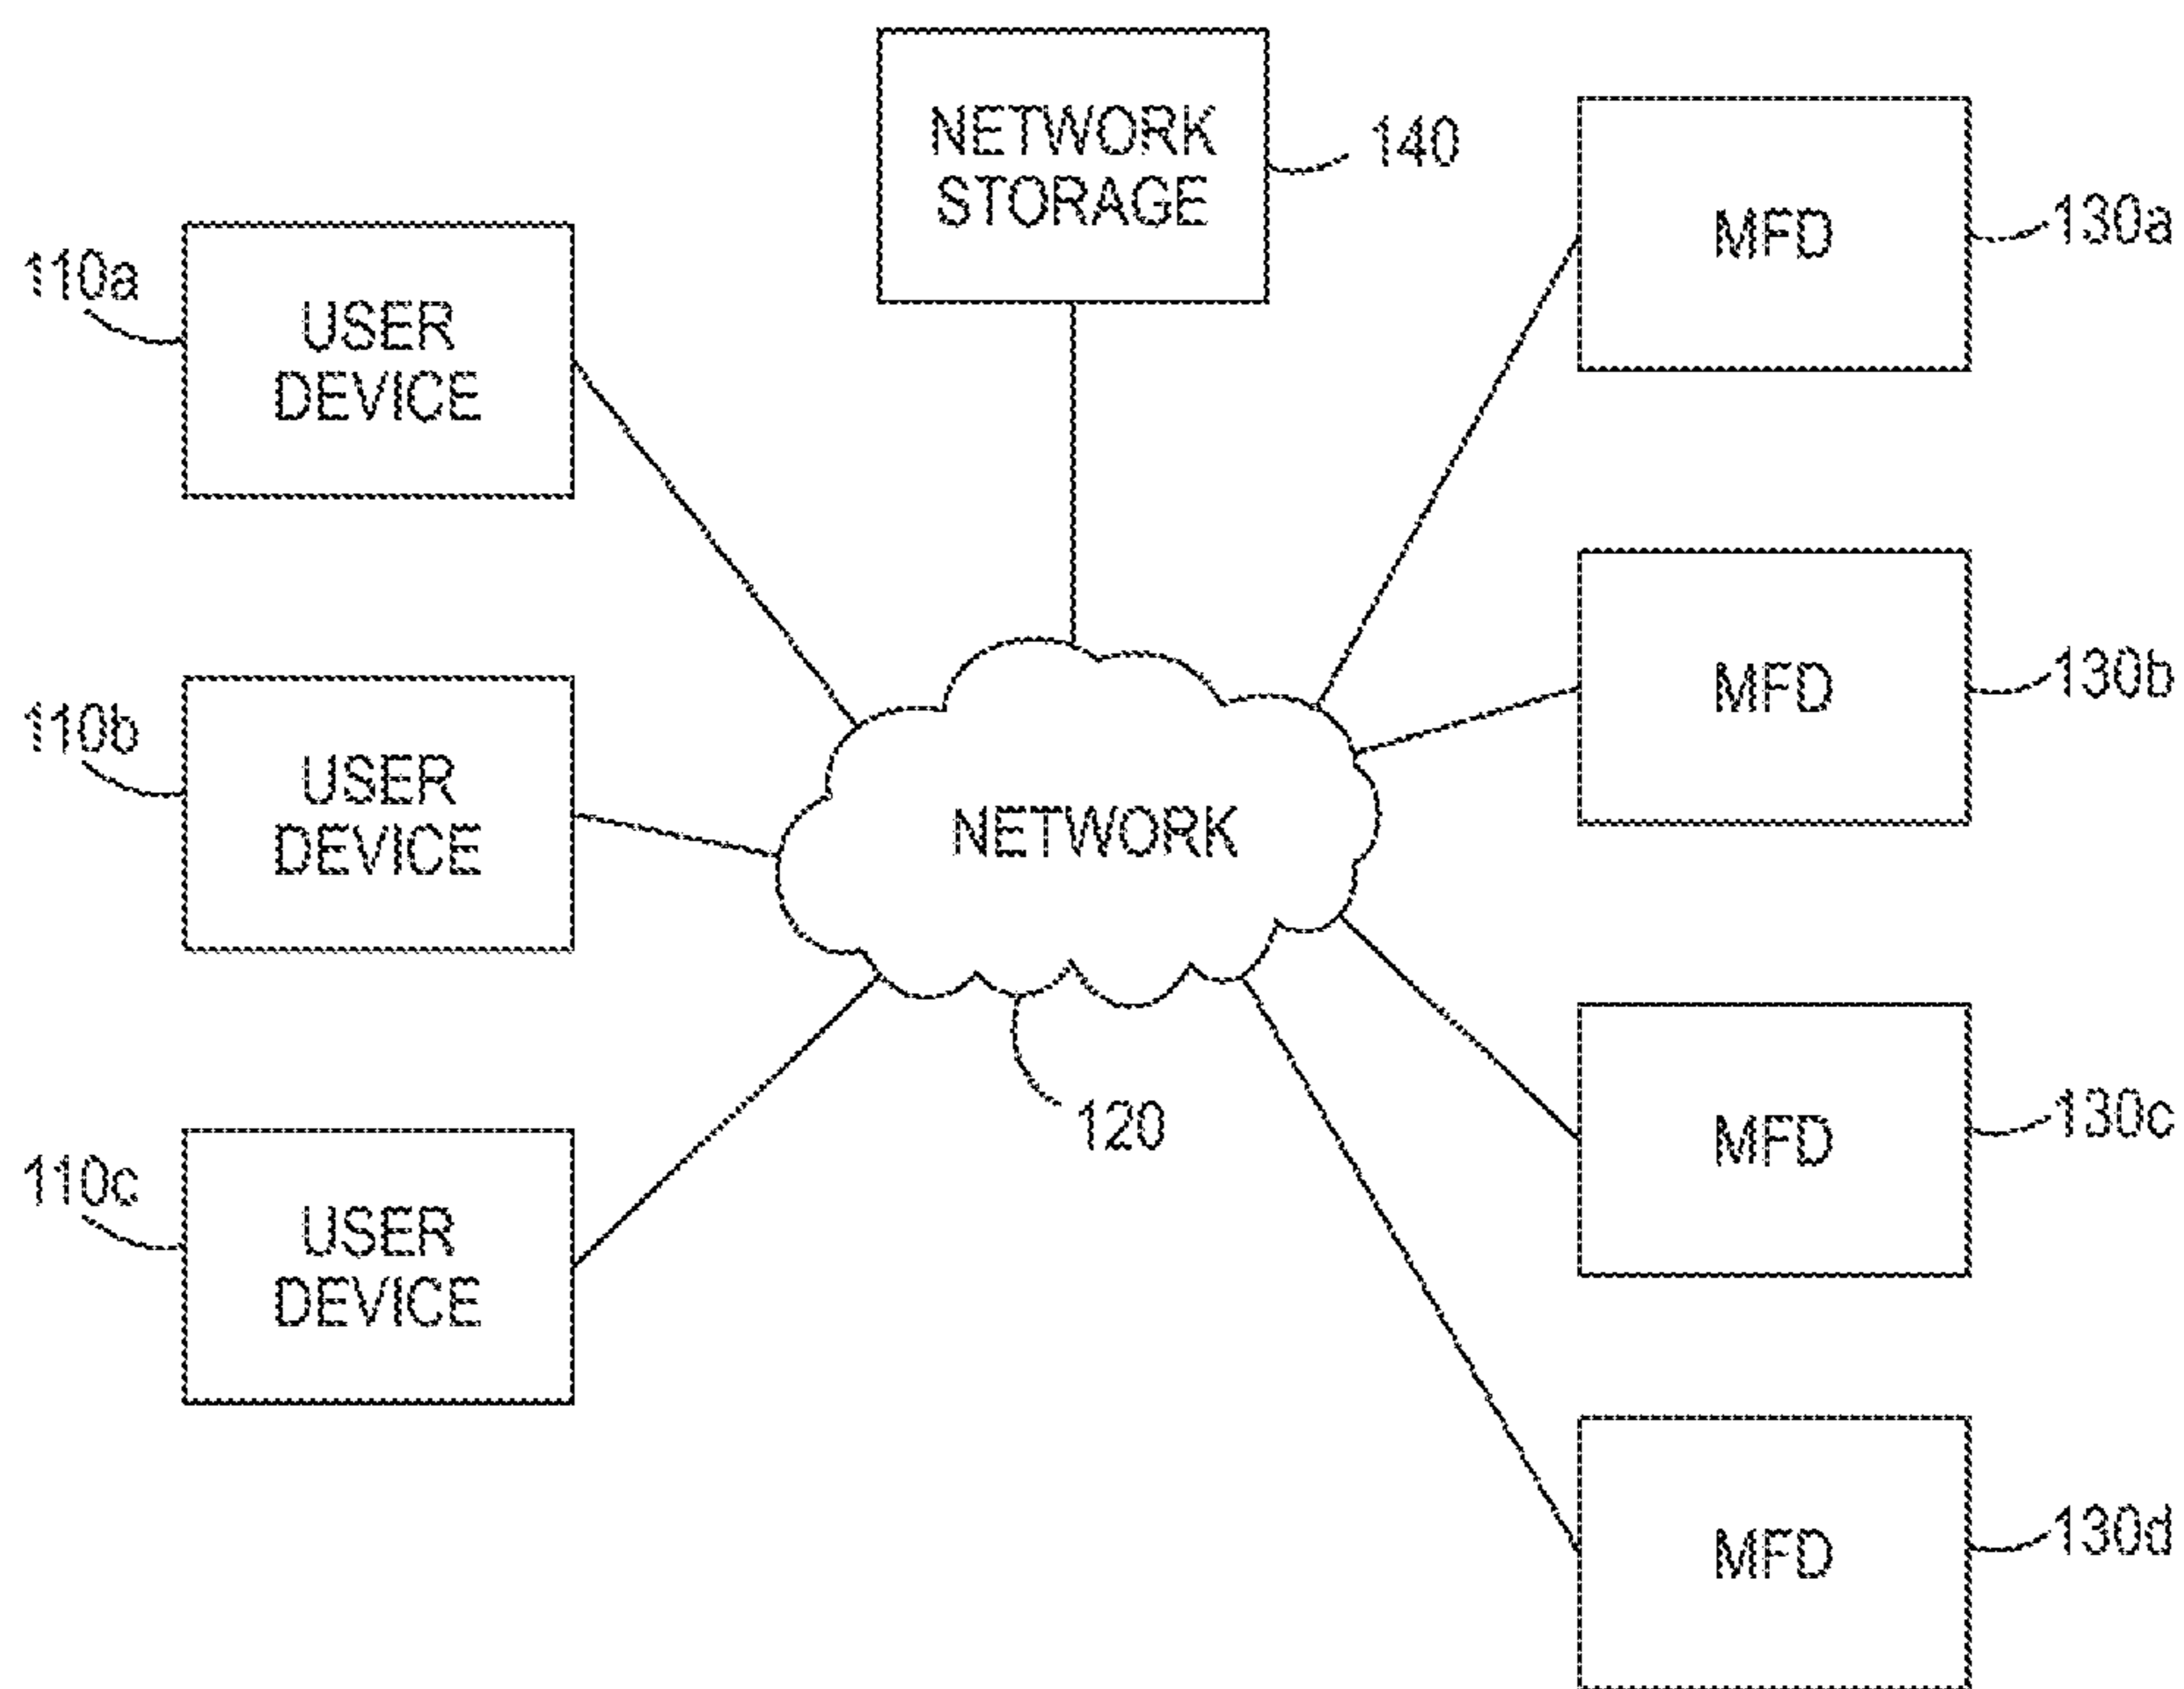 NETWORK
STORAGE
140
MFD
130a
110a
USER
DEVICE
MFD
130b
110b
USER
DEVICE
NETWORK
120
MFD
130c
110c
USER
DEVICE
MFD
130d